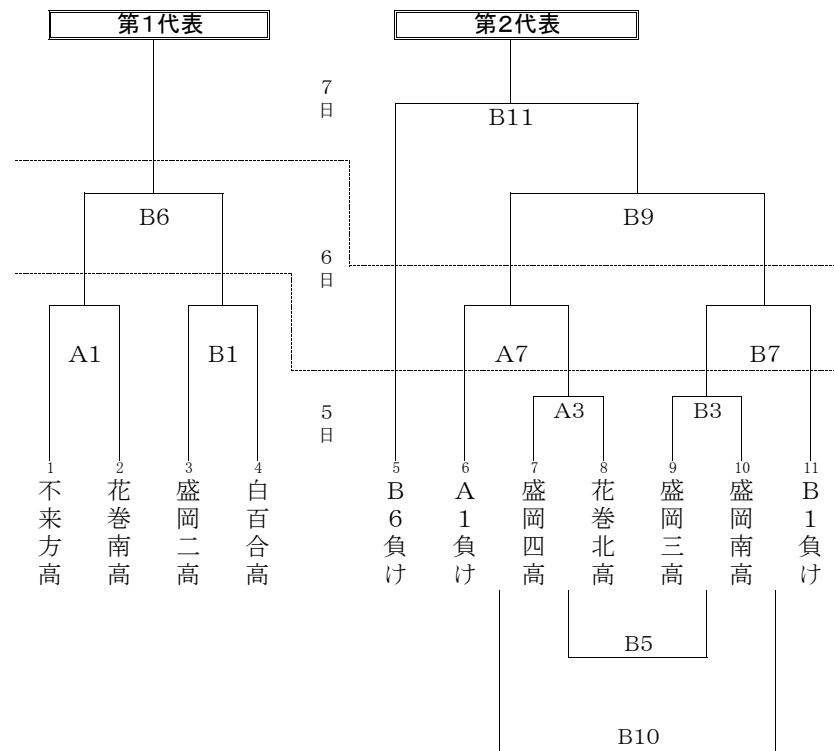 第1代表
第2代表
7日
B11
B6
B9
6日
A1
B1
A7
B7
5日
A3
B3
1
2
3
4
5
6
7
8
9
10
11
不来方高
花巻南高
盛岡二高
白百合高
B6負け
A1負け
盛岡四高
花巻北高
盛岡三高
盛岡南高
B1負け
B5
B10